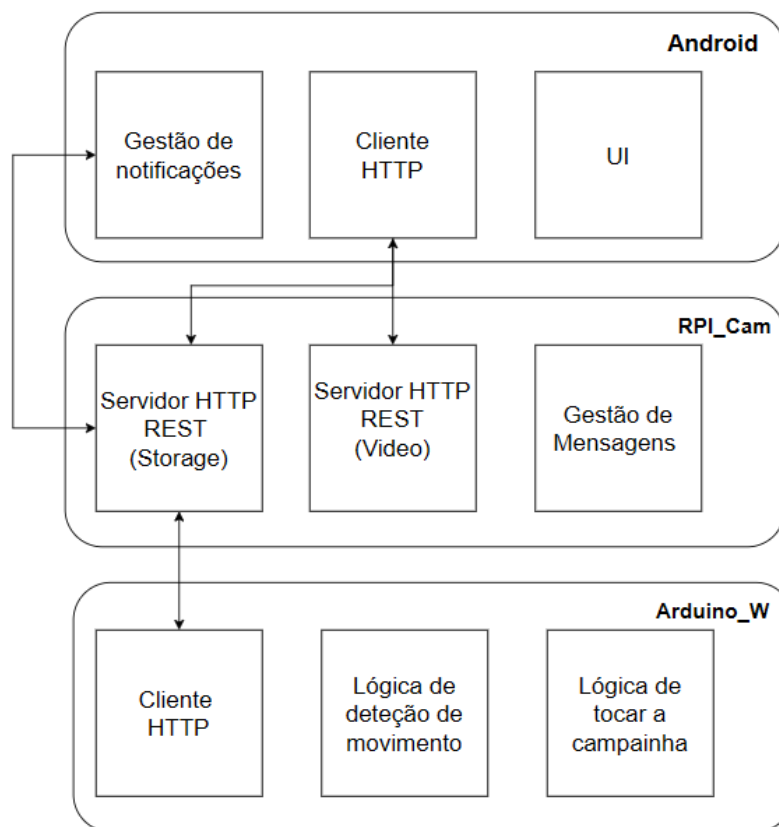 Android
Gestão de
notificações
Cliente
HTTP
UI
RPI_Cam
Servidor HTTP
REST
(Storage)
Servidor HTTP
REST
(Video)
Gestão de
Mensagens
Arduino_W
Cliente
HTTP
Lógica de
deteção de
movimento
Lógica de
tocar a
campainha